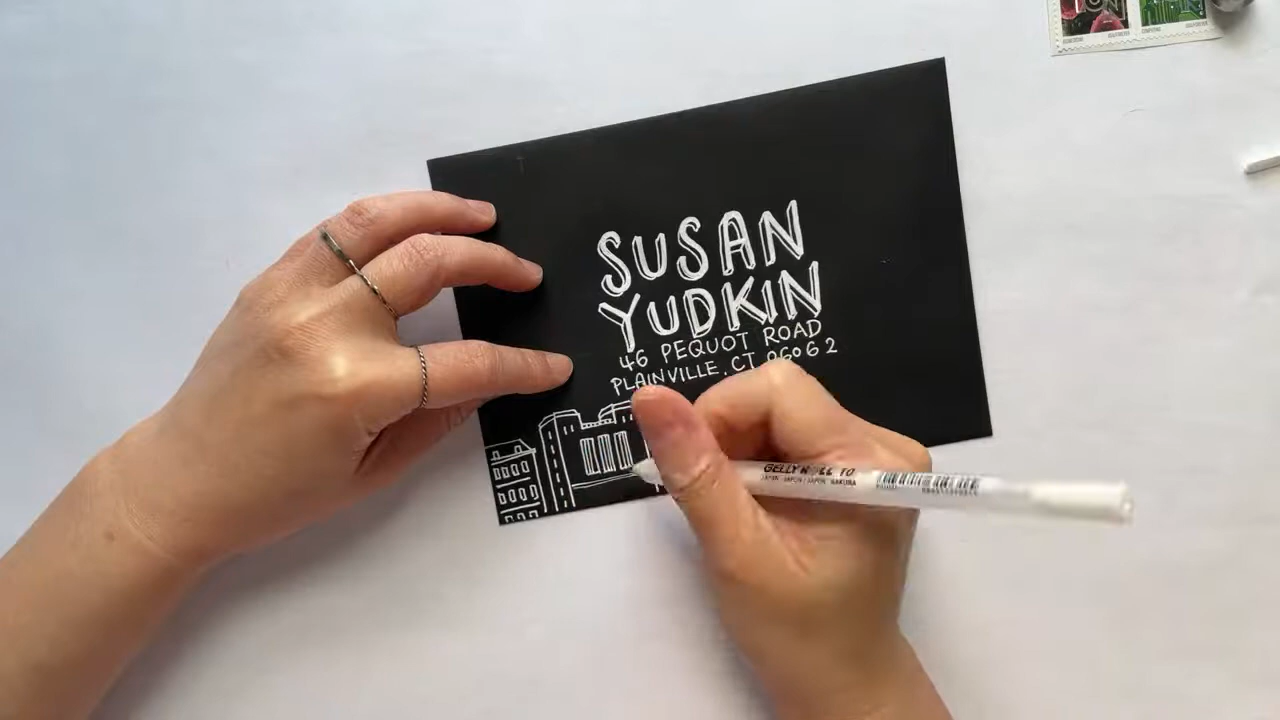 SUSAN
YUDKIN
46 PEQUOT ROAD
PLAINVILLE, CT 06062
GELLY ROLL 10